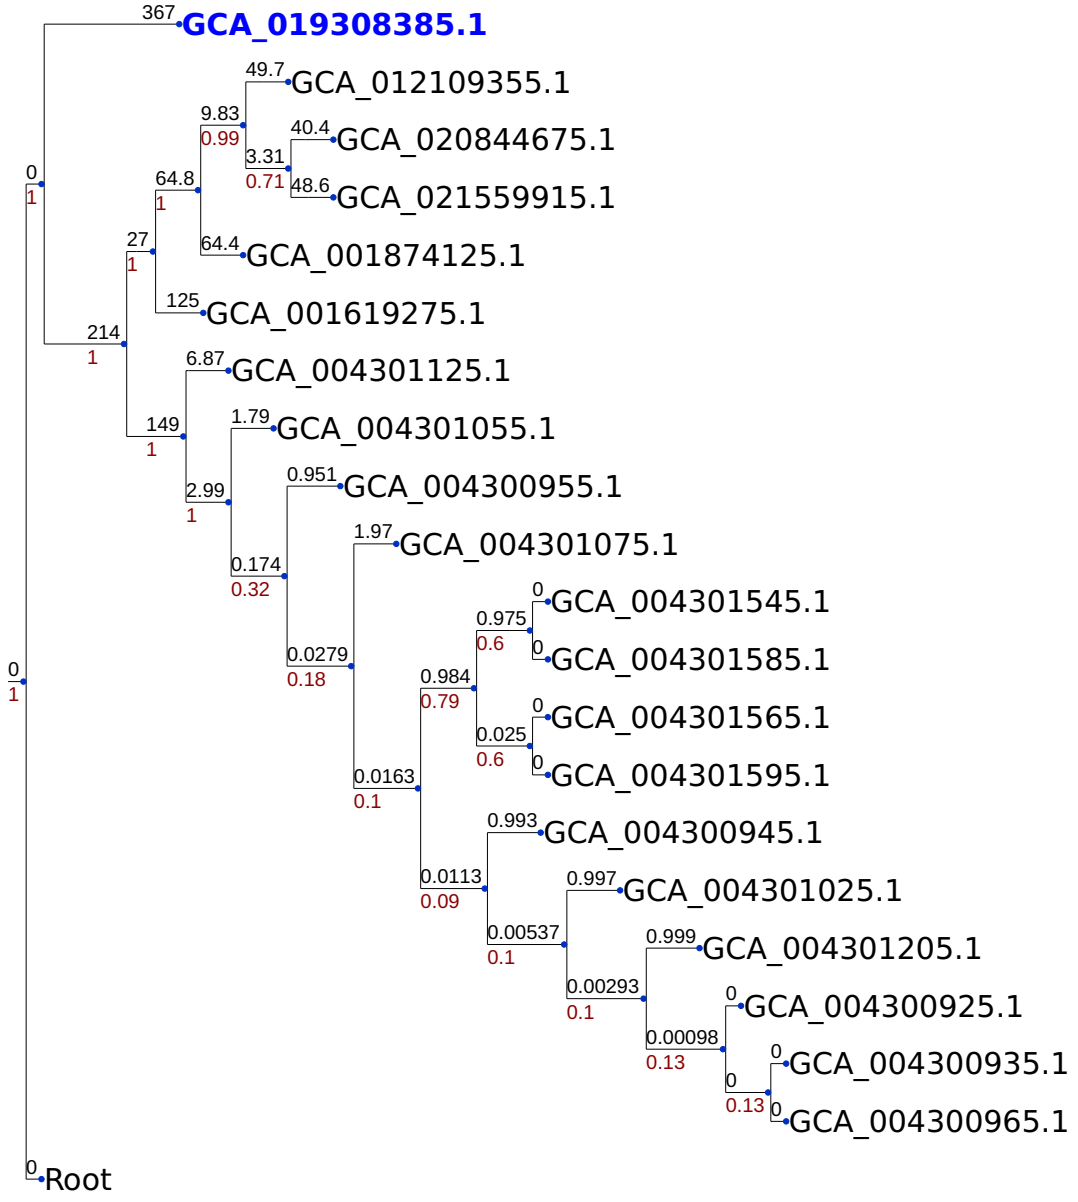 367 GCA_019308385.1
49.7 GCA_012109355.1
9.83
0.99
40.4 GCA_020844675.1
3.31
0.71
0
1
64.8
1
48.6 GCA_021559915.1
27
1
64.4 GCA_001874125.1
125 GCA_001619275.1
214
1
6.87 GCA_004301125.1
149
1
1.79 GCA_004301055.1
2.99
1
0.951 GCA_004300955.1
0.174
0.32
1.97 GCA_004301075.1
0 GCA_004301545.1
0.975
0.6
0.0279
0.18
0 GCA_004301585.1
0
1
0.984
0.79
0 GCA_004301565.1
0.025
0.6
0.0163
0.1
0 GCA_004301595.1
0.993 GCA_004300945.1
0.0113
0.09
0.997 GCA_004301025.1
0.00537
0.1
0.999 GCA_004301205.1
0.00293
0.1
0 GCA_004300925.1
0.00098
0.13
0 GCA_004300935.1
0
0.13
0 GCA_004300965.1
0 Root